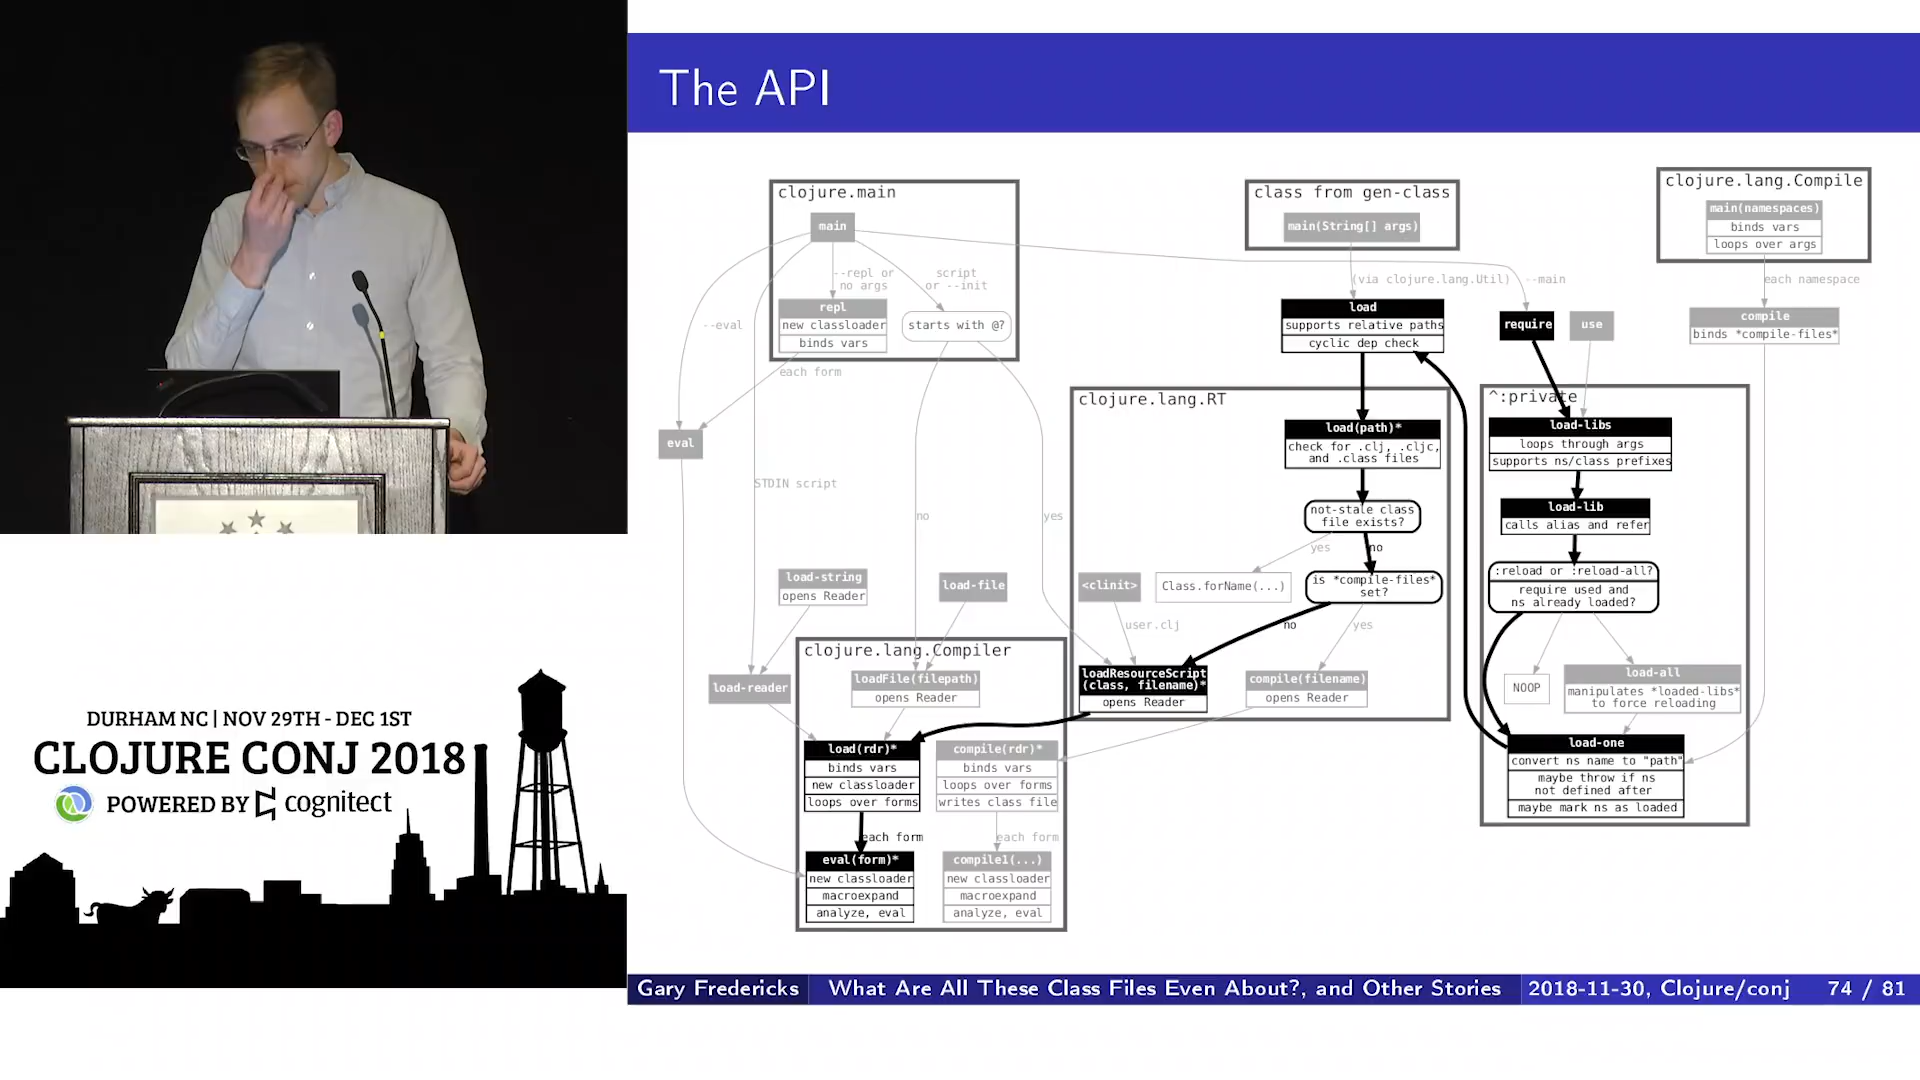 The API
clojure.main
main
--repl or
no args
script
or --init
repl
new classloader
binds vars
starts with @?
--eval
each form
eval
STDIN script
no
yes
class from gen-class
main(String[] args)
(via clojure.lang.Util)
--main
clojure.lang.Compile
main(namespaces)
binds vars
loops over args
each namespace
compile
binds *compile-files*
load
supports relative paths
cyclic dep check
require
use
clojure.lang.RT
load(path)*
check for .clj, .cljc,
and .class files
not-stale class
file exists?
yes
no
Class.forName(...)
is *compile-files*
set?
<clinit>
user.clj
no
yes
loadResourceScript
(class, filename)*
opens Reader
compile(filename)
opens Reader
^:private
load-libs
loops through args
supports ns/class prefixes
load-lib
calls alias and refer
:reload or :reload-all?
require used and
ns already loaded?
NOOP
load-all
manipulates *loaded-libs*
to force reloading
load-one
convert ns name to "path"
maybe throw if ns
not defined after
maybe mark ns as loaded
load-string
opens Reader
load-file
load-reader
clojure.lang.Compiler
loadFile(filepath)
opens Reader
load(rdr)*
binds vars
new classloader
loops over forms
each form
eval(form)*
new classloader
macroexpand
analyze, eval
compile(rdr)*
binds vars
loops over forms
writes class file
each form
compile1(...)
new classloader
macroexpand
analyze, eval
DURHAM NC | NOV 29TH - DEC 1ST
CLOJURE CONJ 2018
POWERED BY cognitect
Gary Fredericks What Are All These Class Files Even About?, and Other Stories 2018-11-30, Clojure/conj 74 / 81